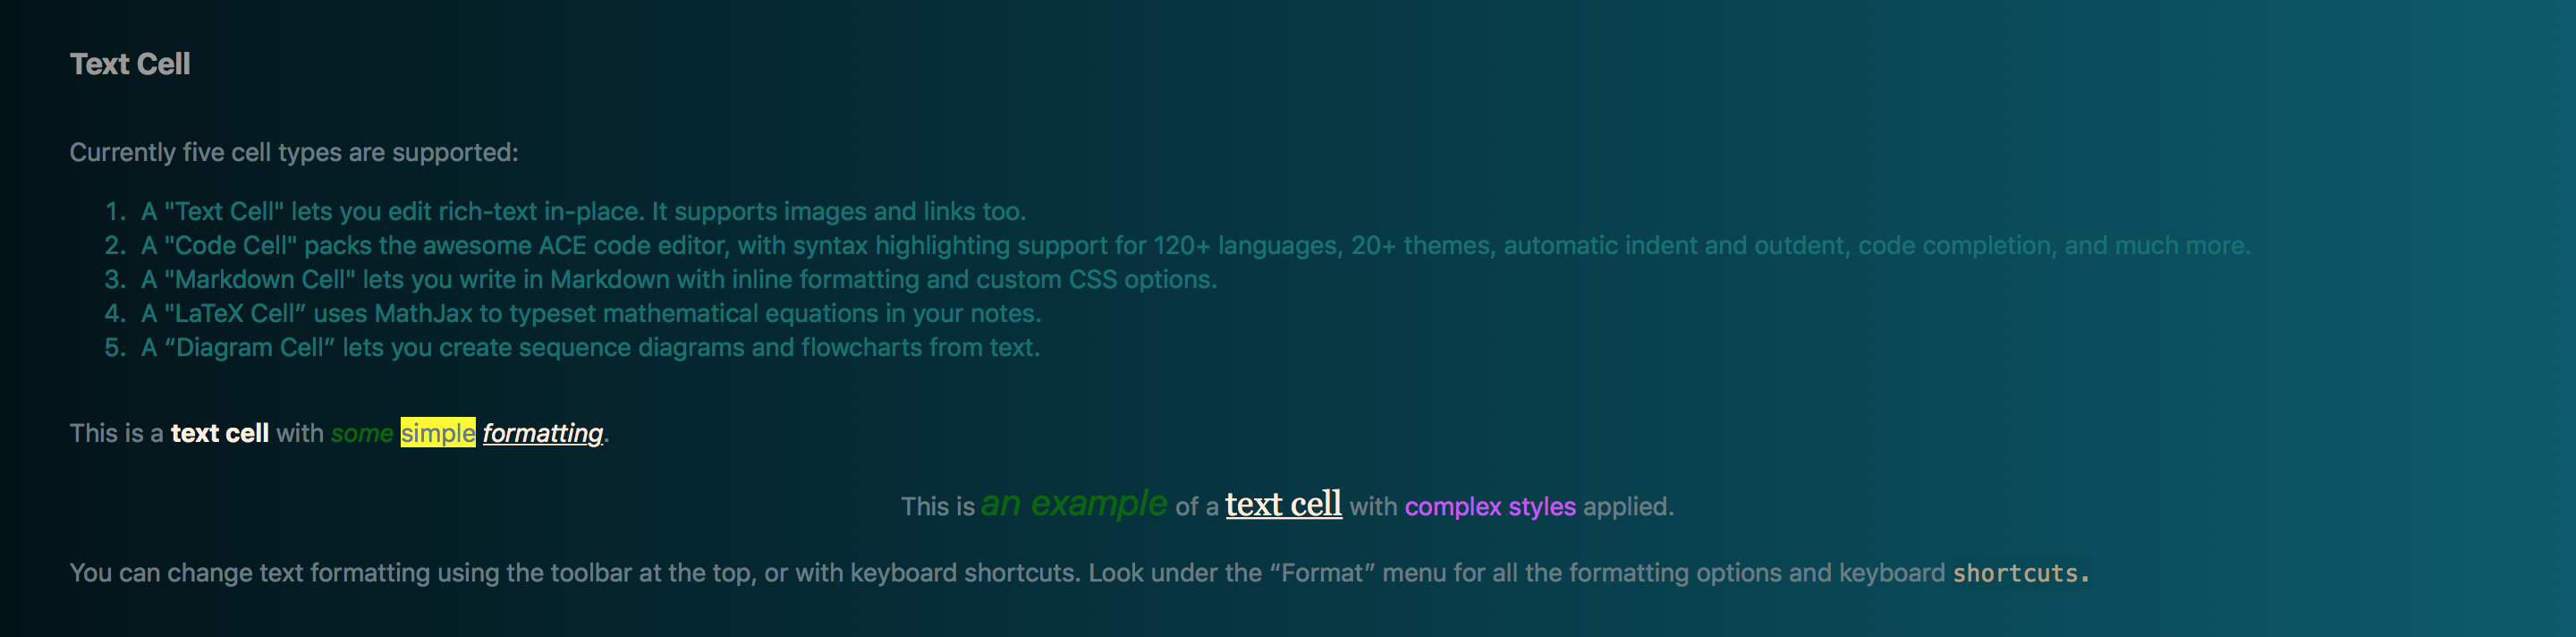 Text Cell
Currently five cell types are supported:
1. A "Text Cell" lets you edit rich-text in-place. It supports images and links too.
2. A "Code Cell" packs the awesome ACE code editor, with syntax highlighting support for 120+ languages, 20+ themes, automatic indent and outdent, code completion, and much more.
3. A "Markdown Cell" lets you write in Markdown with inline formatting and custom CSS options.
4. A "LaTeX Cell” uses MathJax to typeset mathematical equations in your notes.
5. A “Diagram Cell” lets you create sequence diagrams and flowcharts from text.
This is a text cell with some simple formatting.
This is an example of a text cell with complex styles applied.
You can change text formatting using the toolbar at the top, or with keyboard shortcuts. Look under the “Format” menu for all the formatting options and keyboard shortcuts.